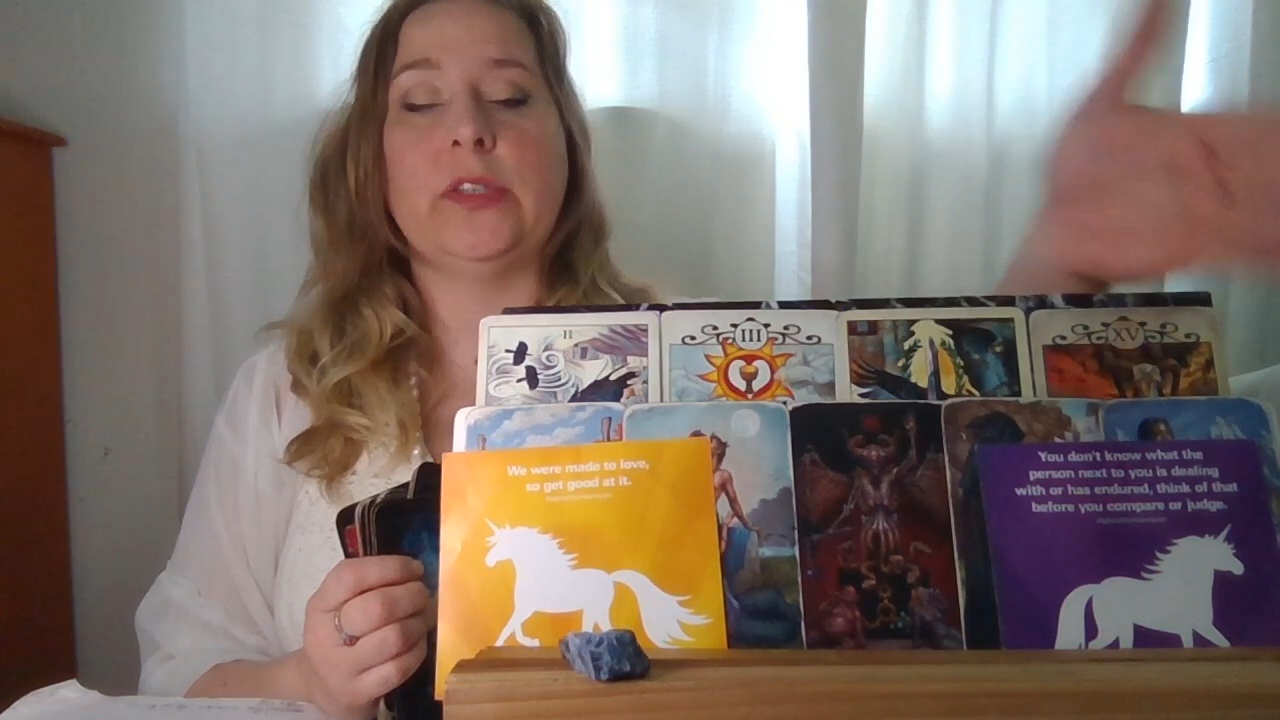 II
III
XV
We were made to love,
so get good at it.
You don't know what the
person next to you is dealing
with or has endured, think of that
before you compare or judge.